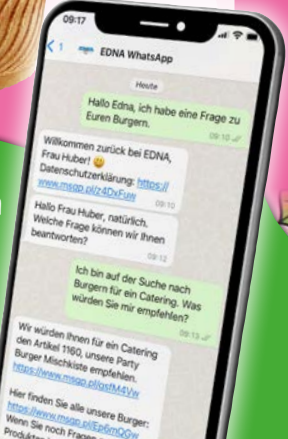 09:17
1 EDNA WhatsApp
Heute
Hallo Edna, ich habe eine Frage zu
Euren Burgern.
09:10
Willkommen zurück bei EDNA,
Frau Huber! 😀
Datenschutzerklärung: https://
www.msgp.pl/z4DxFuw
09:10
Hallo Frau Huber, natürlich.
Welche Frage können wir Ihnen
beantworten?
09:12
Ich bin auf der Suche nach
Burgern für ein Catering. Was
würden Sie mir empfehlen?
09:13
Wir würden Ihnen für ein Catering
den Artikel 1160, unsere Party
Burger Mischkiste empfehlen.
https://www.msgp.pl/qsfM4Vw
Hier finden Sie alle unsere Burger:
https://www.msgp.pl/Ep6mQGw
Wenn Sie noch Fragen